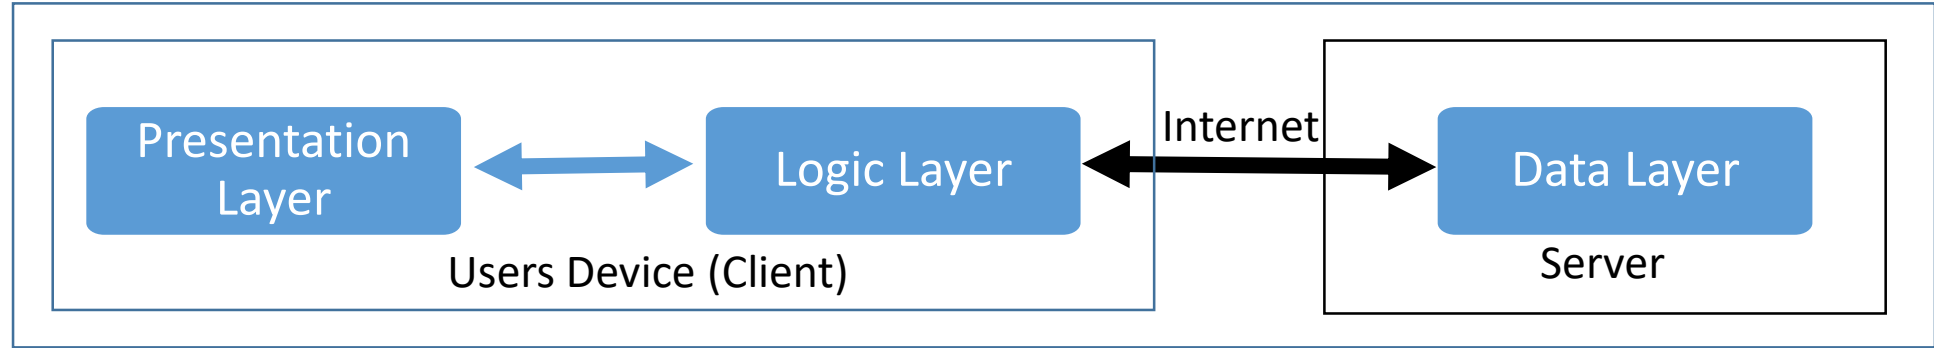 Presentation
Layer
Logic Layer
Internet
Data Layer
Users Device (Client)
Server